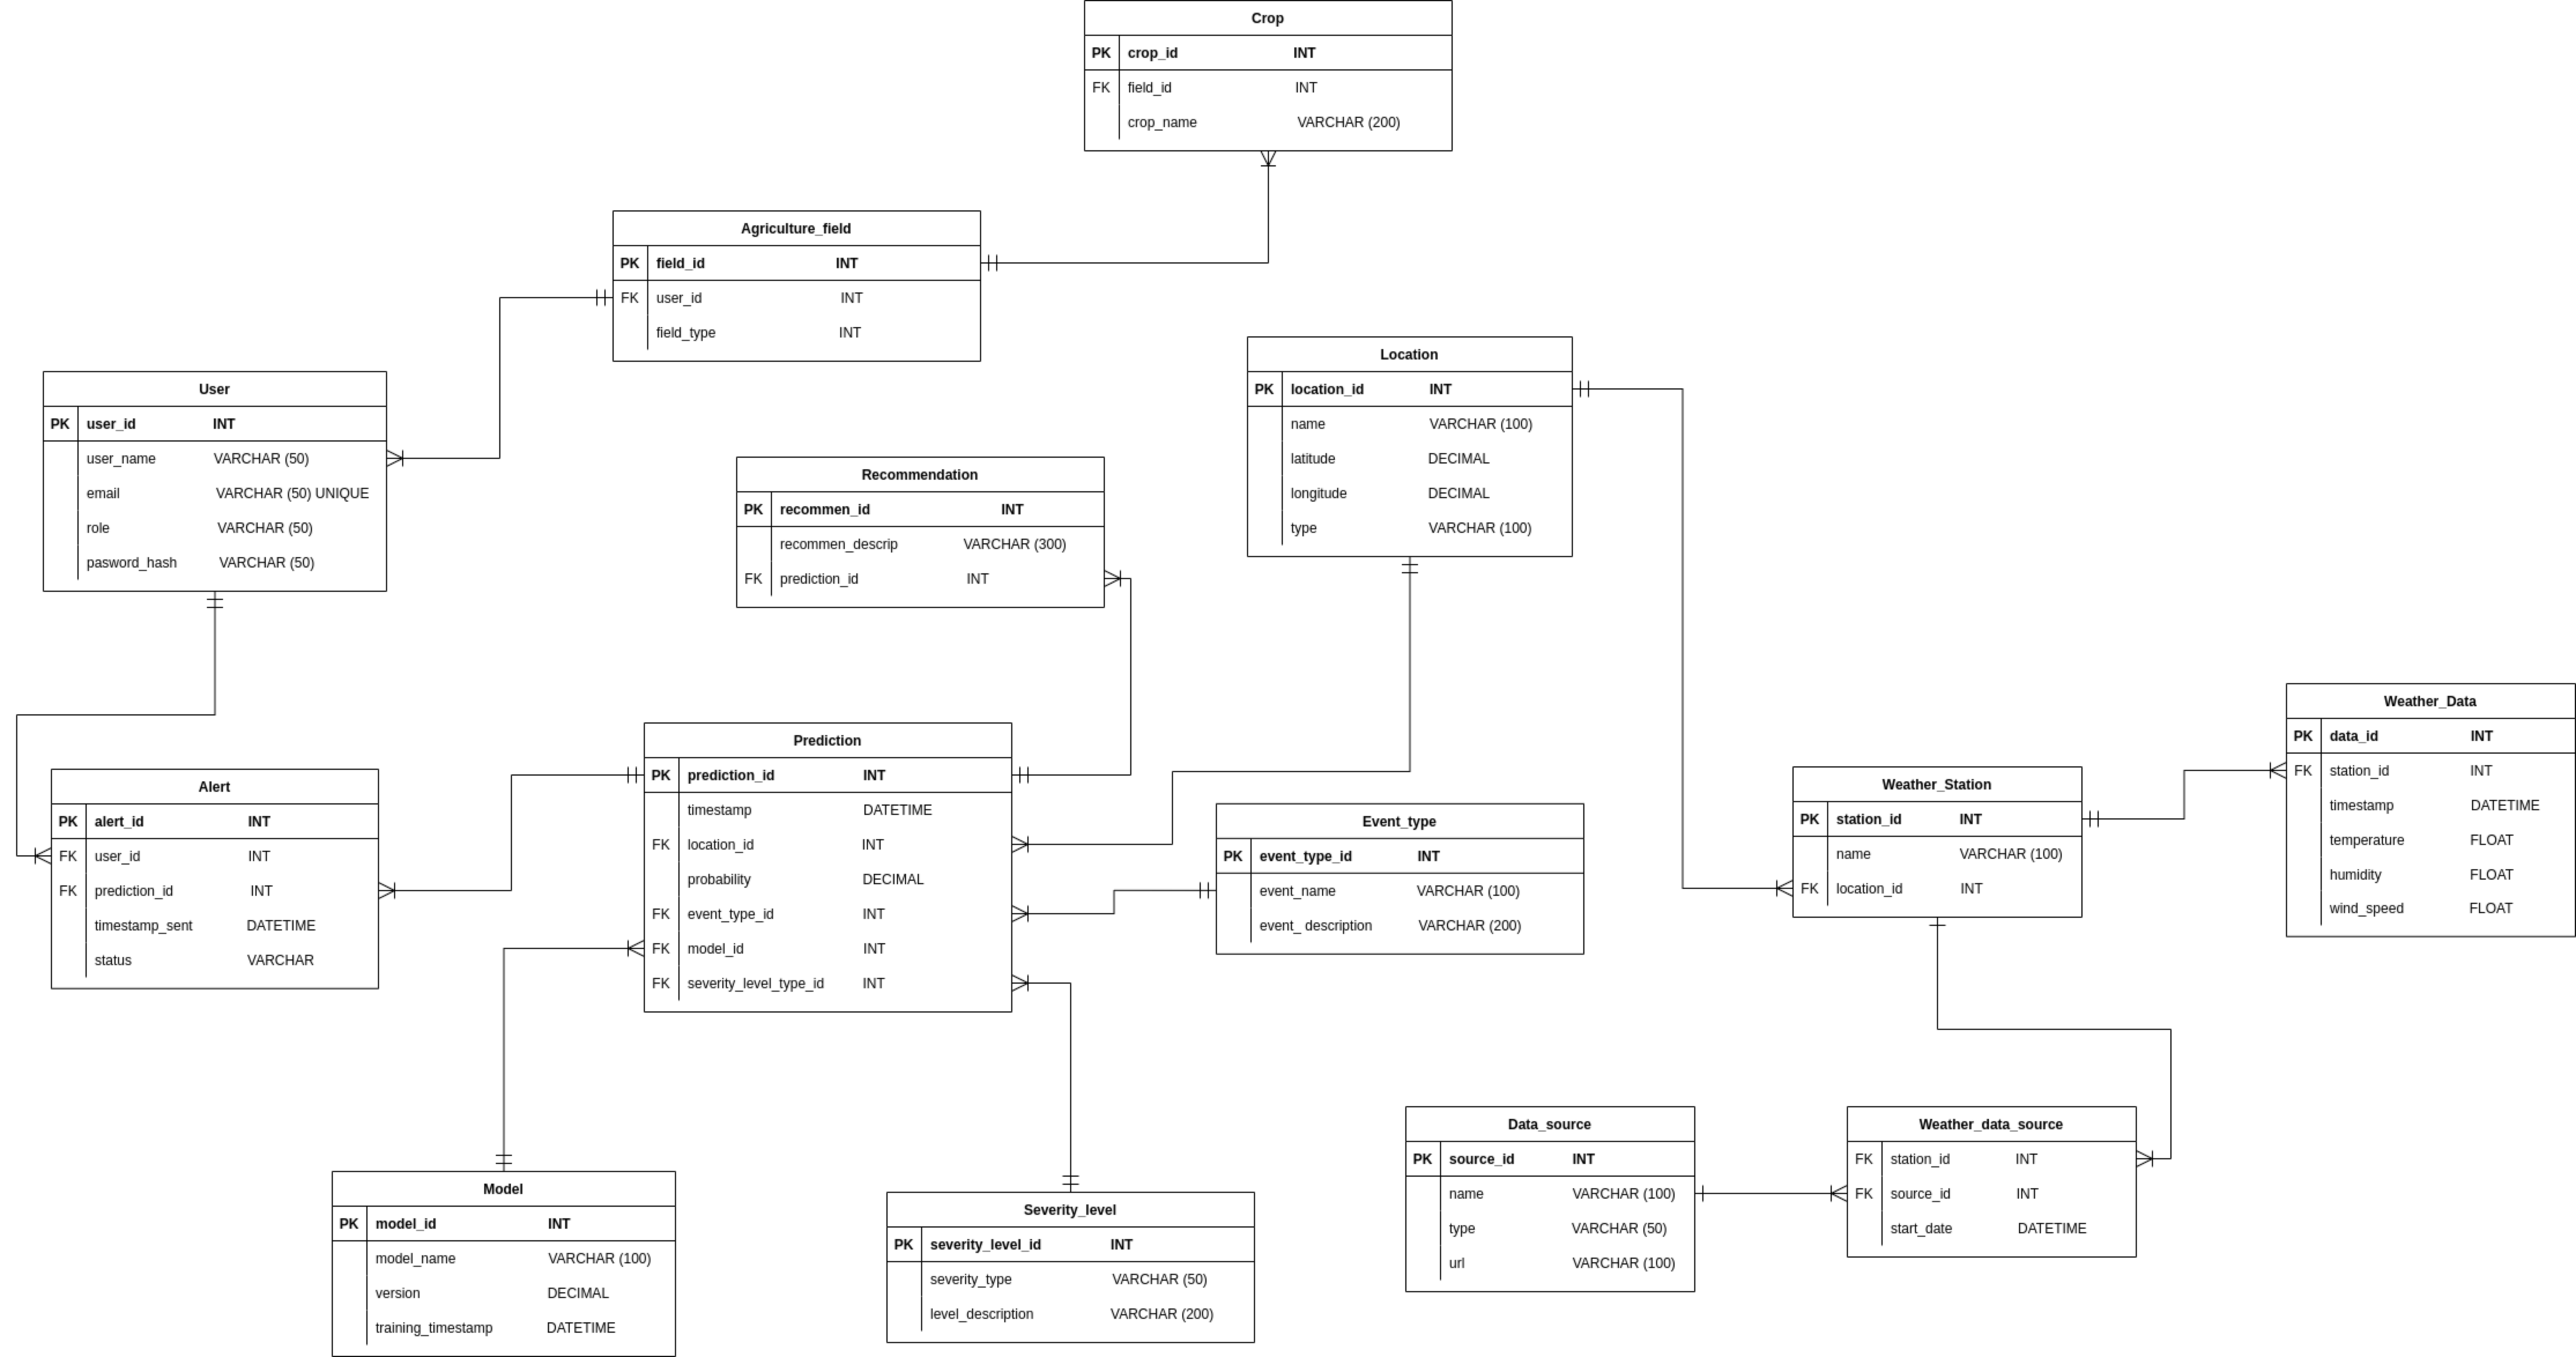 Crop
PK crop_id INT
FK field_id INT
crop_name VARCHAR (200)
Agriculture_field
PK field_id INT
FK user_id INT
field_type INT
User
PK user_id INT
user_name VARCHAR (50)
email VARCHAR (50) UNIQUE
role VARCHAR (50)
pasword_hash VARCHAR (50)
Location
PK location_id INT
name VARCHAR (100)
latitude DECIMAL
longitude DECIMAL
type VARCHAR (100)
Recommendation
PK recommen_id INT
recommen_descrip VARCHAR (300)
FK prediction_id INT
Alert
PK alert_id INT
FK user_id INT
FK prediction_id INT
timestamp_sent DATETIME
status VARCHAR
Prediction
PK prediction_id INT
timestamp DATETIME
FK location_id INT
probability DECIMAL
FK event_type_id INT
FK model_id INT
FK severity_level_type_id INT
Event_type
PK event_type_id INT
event_name VARCHAR (100)
event_ description VARCHAR (200)
Weather_Station
PK station_id INT
name VARCHAR (100)
FK location_id INT
Weather_Data
PK data_id INT
FK station_id INT
timestamp DATETIME
temperature FLOAT
humidity FLOAT
wind_speed FLOAT
Model
PK model_id INT
model_name VARCHAR (100)
version DECIMAL
training_timestamp DATETIME
Severity_level
PK severity_level_id INT
severity_type VARCHAR (50)
level_description VARCHAR (200)
Data_source
PK source_id INT
name VARCHAR (100)
type VARCHAR (50)
url VARCHAR (100)
Weather_data_source
FK station_id INT
FK source_id INT
start_date DATETIME